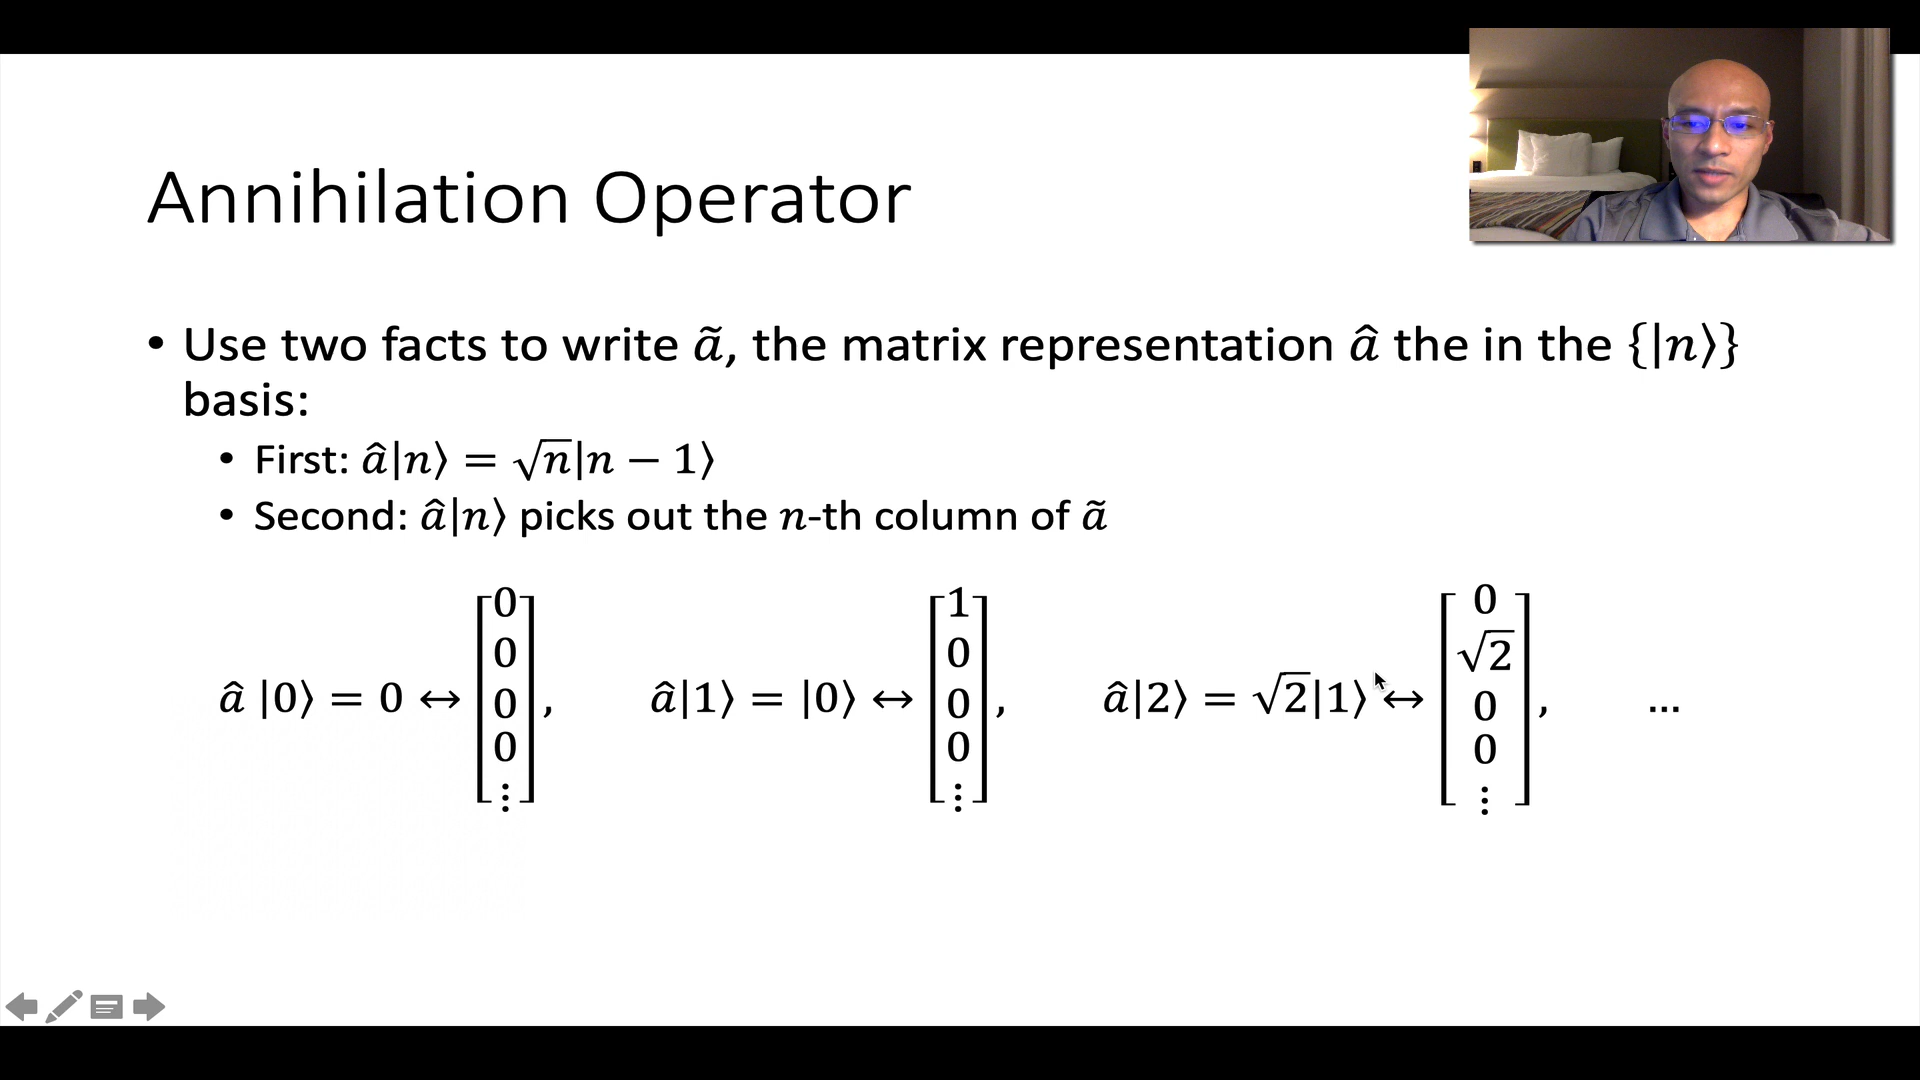 Annihilation Operator
• Use two facts to write ã, the matrix representation â the in the {|n⟩}
basis:
• First: â|n⟩ = √n|n − 1⟩
• Second: â|n⟩ picks out the n-th column of ã
â |0⟩ = 0 ↔ [0 0 0 0 ⋮], â|1⟩ = |0⟩ ↔ [1 0 0 0 ⋮], â|2⟩ = √2|1⟩ ↔ [0 √2 0 0 ⋮], ...